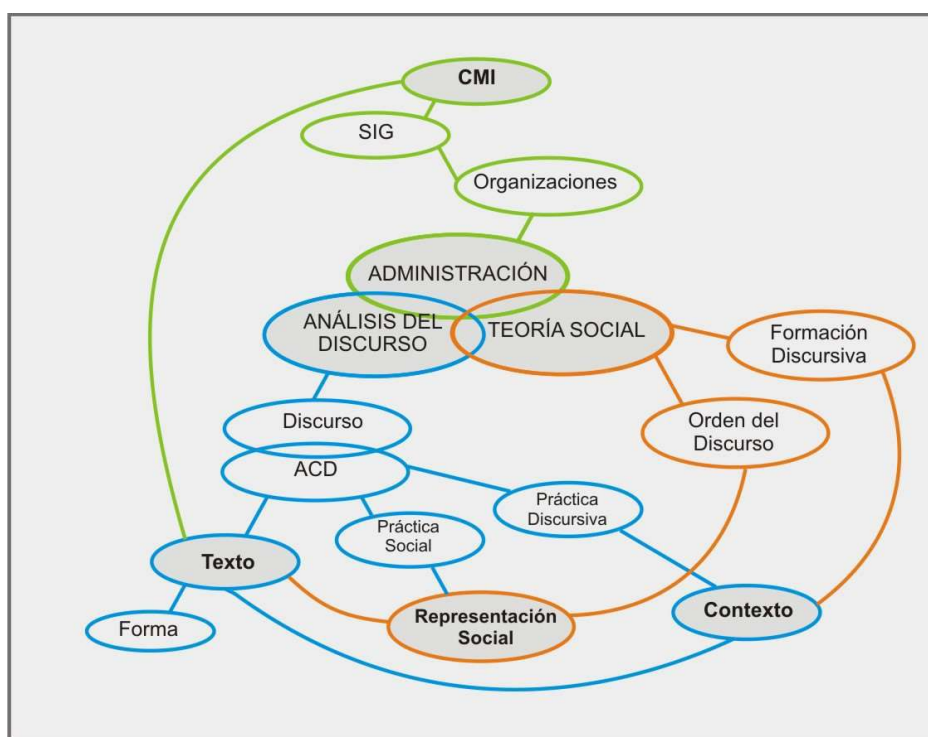 CMI
SIG
Organizaciones
ADMINISTRACIÓN
ANÁLISIS DEL
DISCURSO
TEORÍA SOCIAL
Formación
Discursiva
Discurso
Orden del
Discurso
ACD
Práctica
Discursiva
Práctica
Social
Texto
Contexto
Representación
Social
Forma